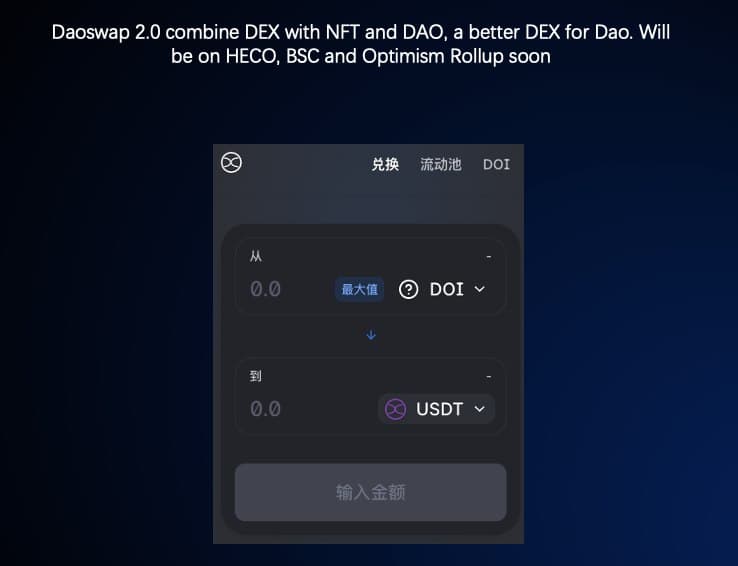 Daoswap 2.0 combine DEX with NFT and DAO, a better DEX for Dao. Will
be on HECO, BSC and Optimism Rollup soon
兑换 流动池 DOI
从 -
0.0 最大值 DOI
到 -
0.0 USDT
输入金额